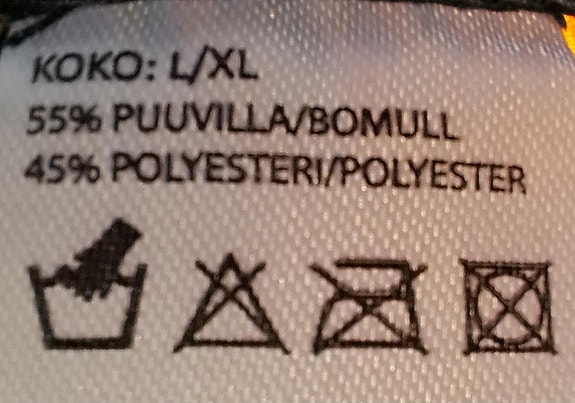 KOKO: L/XL
55% PUUVILLA/BOMULL
45% POLYESTERI/POLYESTER